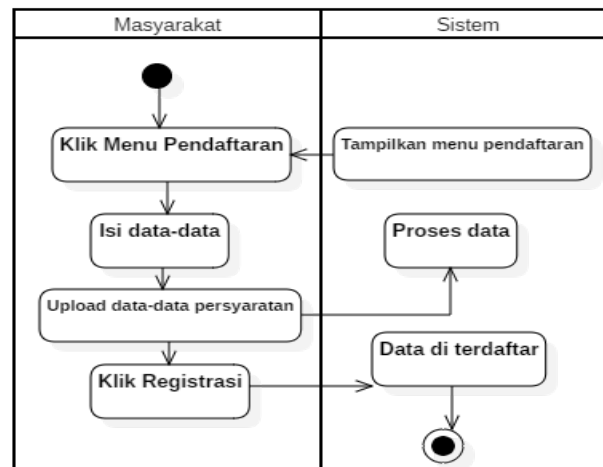 Masyarakat
Sistem
Klik Menu Pendaftaran
Tampilkan menu pendaftaran
Isi data-data
Proses data
Upload data-data persyaratan
Data di terdaftar
Klik Registrasi